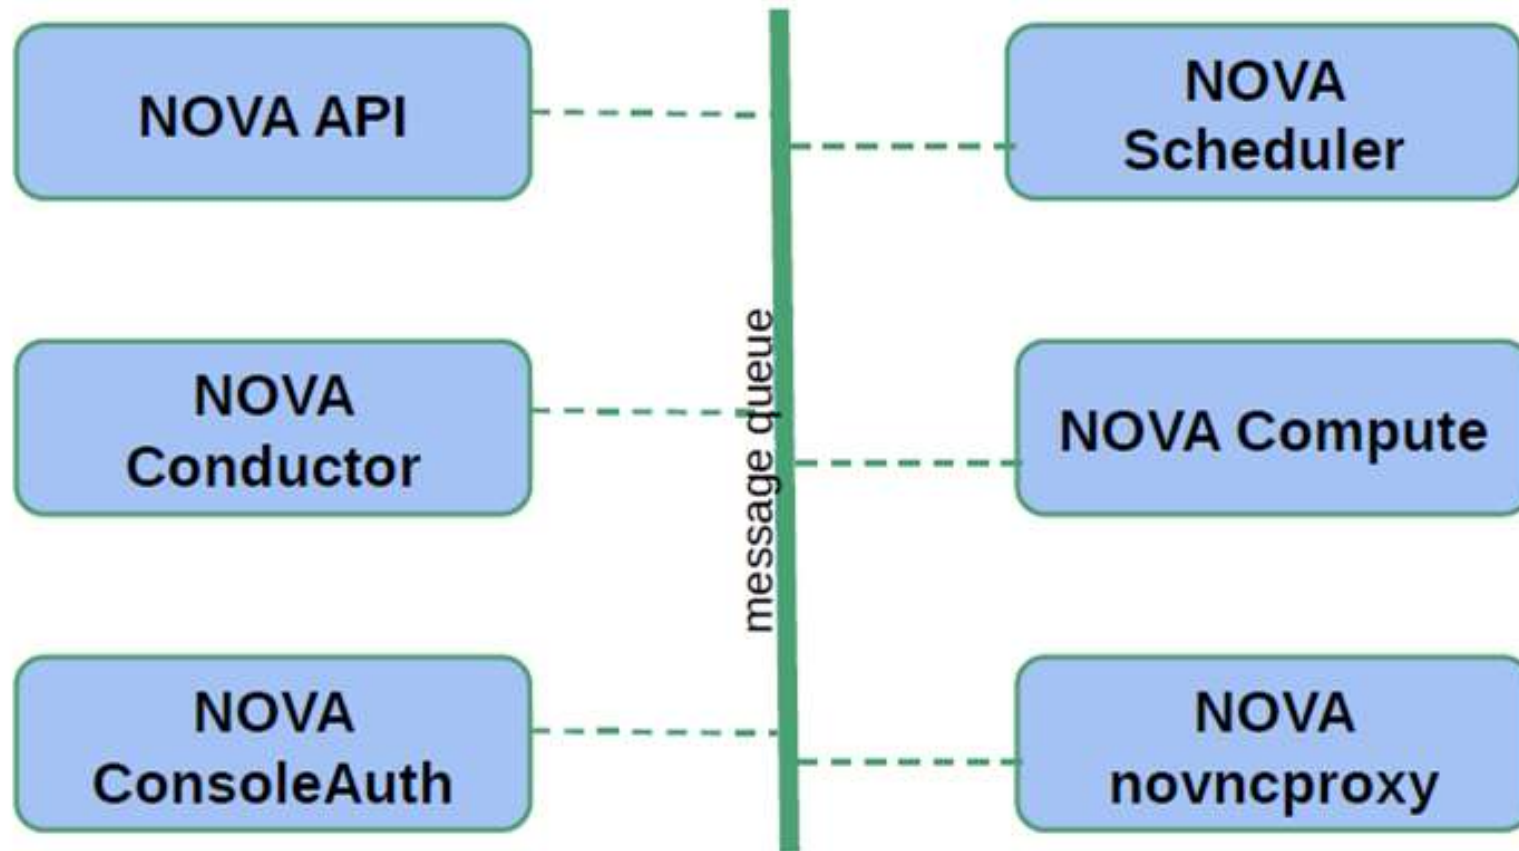 NOVA API
NOVA
Scheduler
message queue
NOVA
Conductor
NOVA Compute
NOVA
ConsoleAuth
NOVA
novncproxy